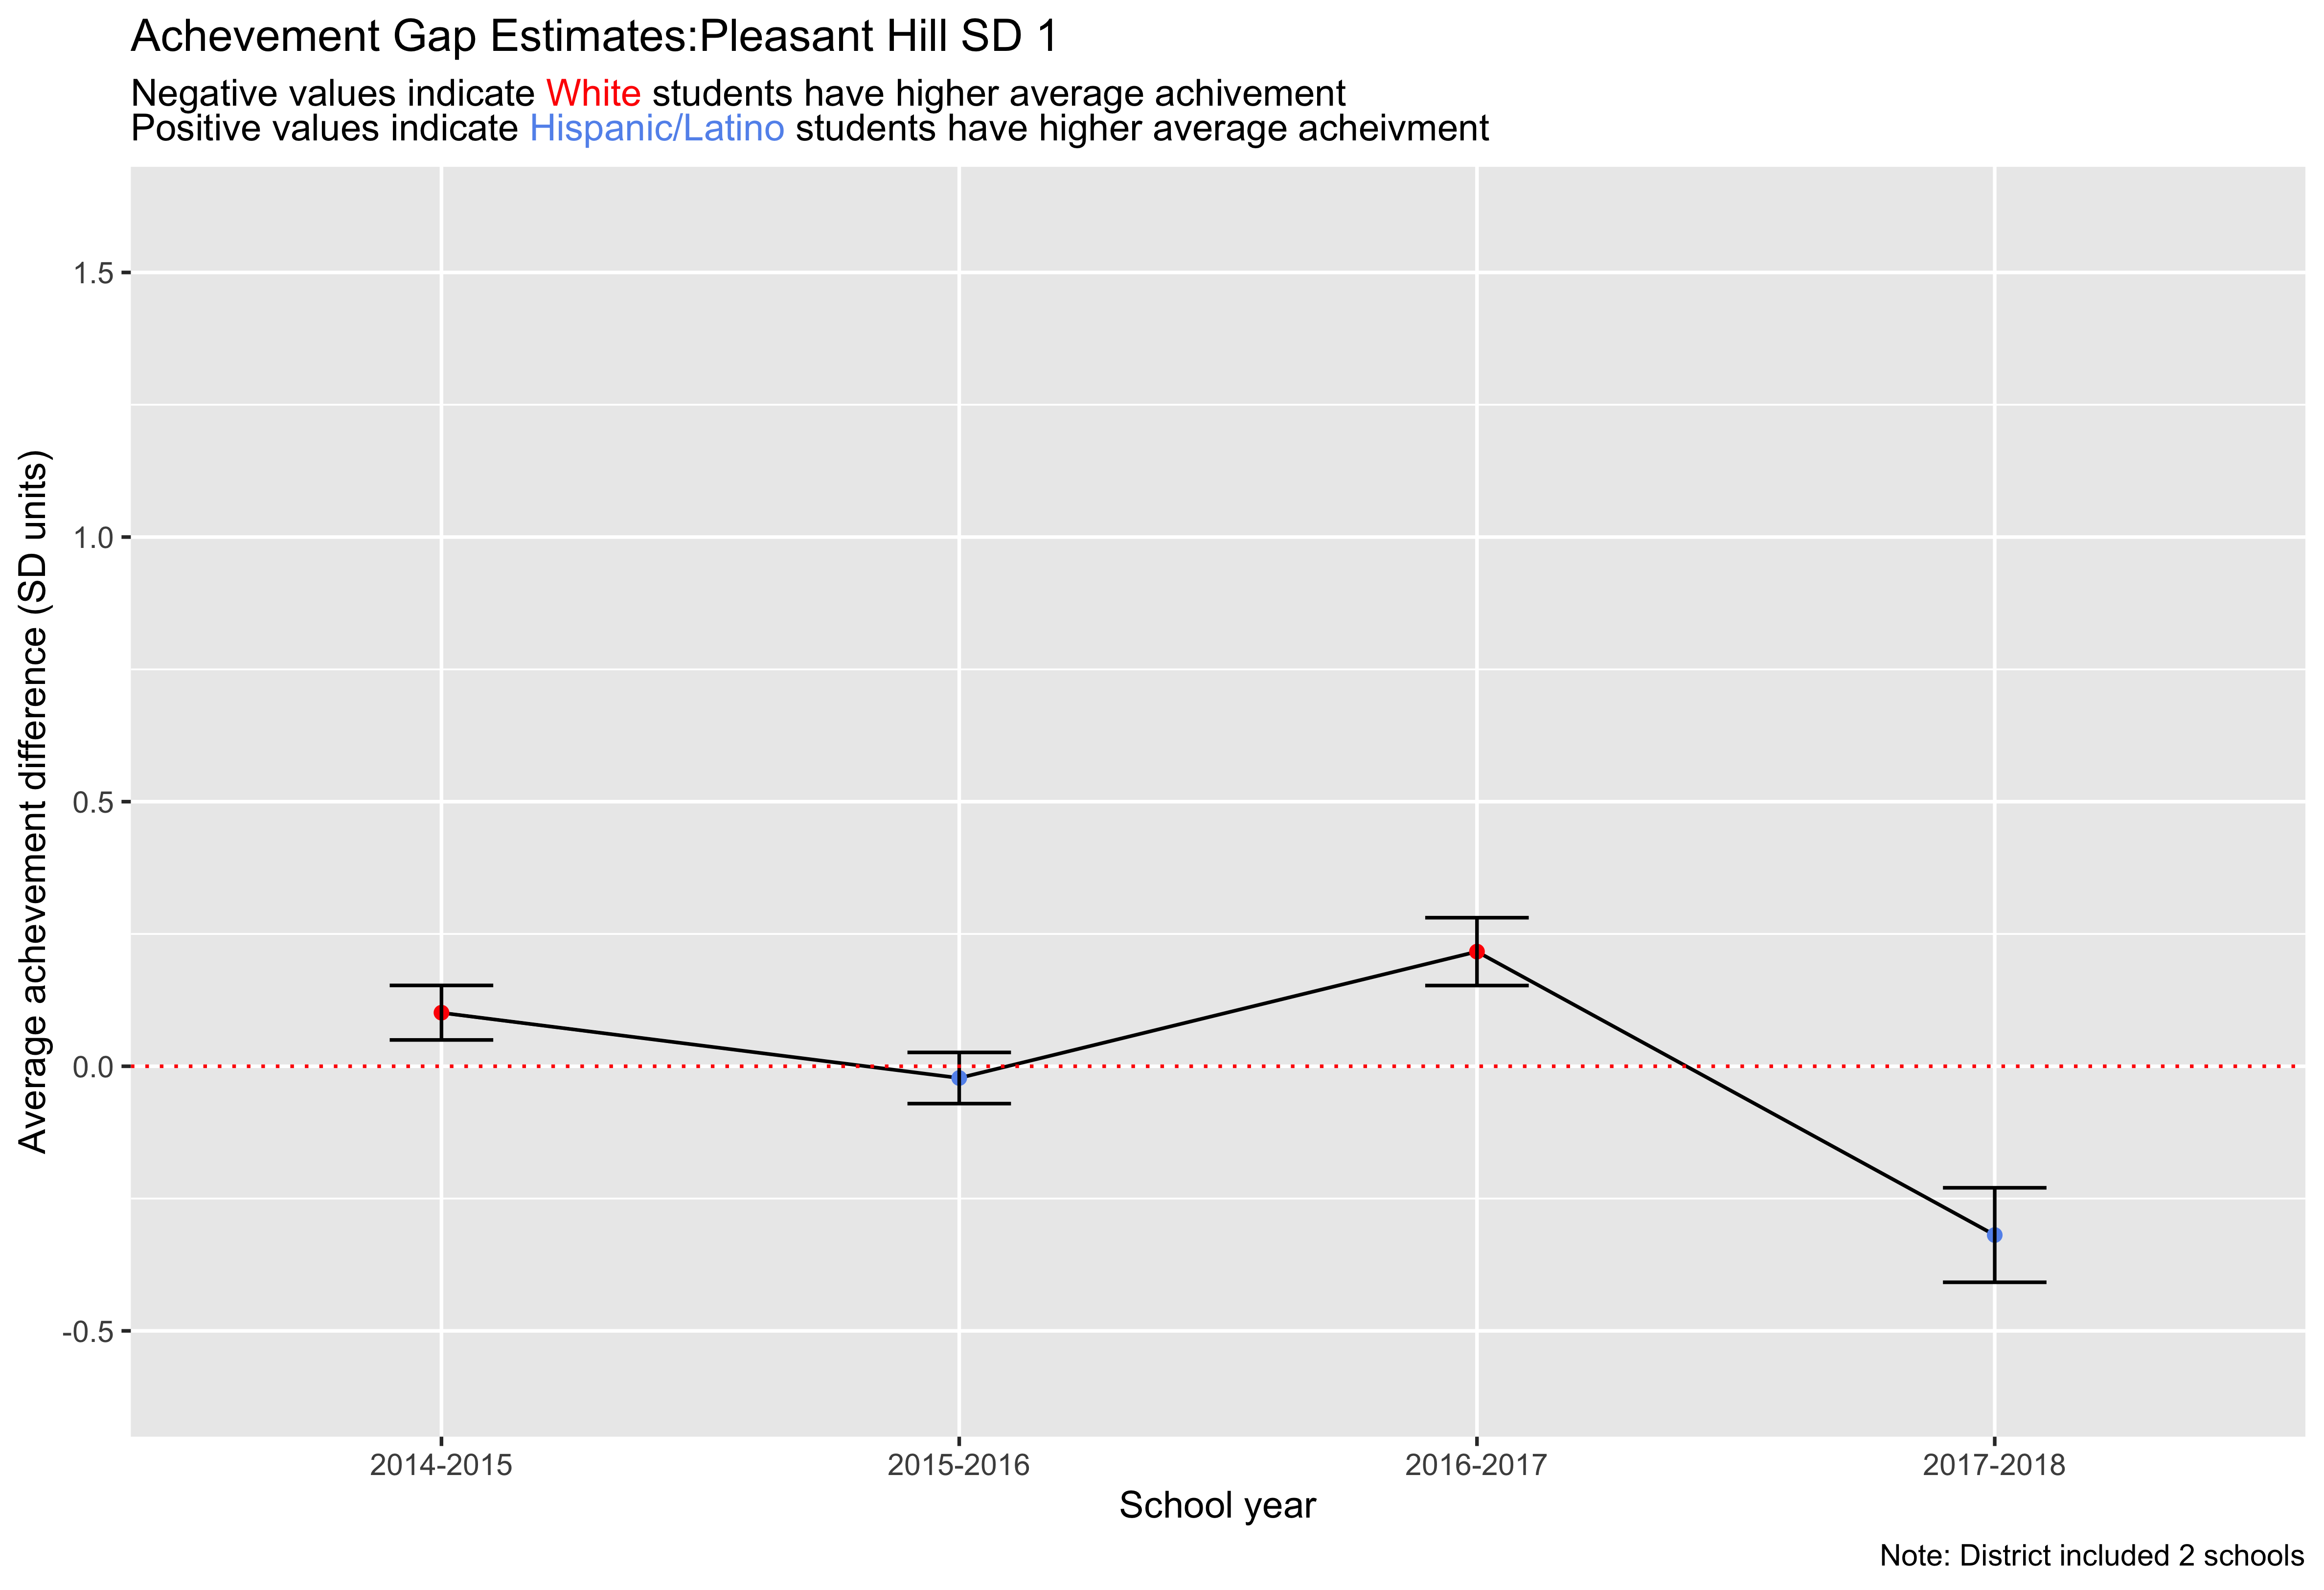 Achevement Gap Estimates:Pleasant Hill SD 1
Negative values indicate White students have higher average achivement
Positive values indicate Hispanic/Latino students have higher average acheivment
Average achevement difference (SD units)
1.5
1.0
0.5
0.0
-0.5
2014-2015
2015-2016
2016-2017
2017-2018
School year
Note: District included 2 schools